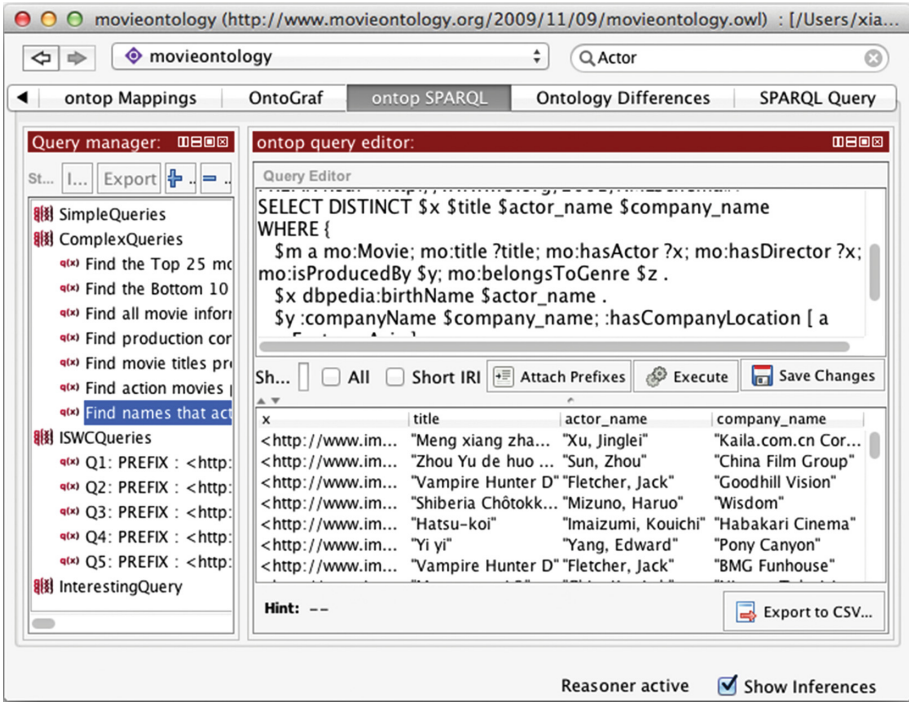 movieontology (http://www.movieontology.org/2009/11/09/movieontology.owl) : [/Users/xia...
movieontology
Actor
ontop Mappings OntoGraf ontop SPARQL Ontology Differences SPARQL Query
Query manager:
St... I... Export .. ..
SimpleQueries
ComplexQueries
q(x) Find the Top 25 mo
q(x) Find the Bottom 10
q(x) Find all movie inforr
q(x) Find production cor
q(x) Find movie titles pr
q(x) Find action movies
q(x) Find names that act
ISWCQueries
q(x) Q1: PREFIX : <http:
q(x) Q2: PREFIX : <http:
q(x) Q3: PREFIX : <http:
q(x) Q4: PREFIX : <http:
q(x) Q5: PREFIX : <http:
InterestingQuery
ontop query editor:
Query Editor
SELECT DISTINCT $x $title $actor_name $company_name
WHERE {
$m a mo:Movie; mo:title ?title; mo:hasActor ?x; mo:hasDirector ?x;
mo:isProducedBy $y; mo:belongsToGenre $z .
$x dbpedia:birthName $actor_name .
$y :companyName $company_name; :hasCompanyLocation [ a
Sh... All Short IRI Attach Prefixes Execute Save Changes
x title actor_name company_name
<http://www.im... "Meng xiang zha... "Xu, Jinglei" "Kaila.com.cn Cor...
<http://www.im... "Zhou Yu de huo ... "Sun, Zhou" "China Film Group"
<http://www.im... "Vampire Hunter D" "Fletcher, Jack" "Goodhill Vision"
<http://www.im... "Shiberia Chôtokk... "Mizuno, Haruo" "Wisdom"
<http://www.im... "Hatsu-koi" "Imaizumi, Kouichi" "Habakari Cinema"
<http://www.im... "Yi yi" "Yang, Edward" "Pony Canyon"
<http://www.im... "Vampire Hunter D" "Fletcher, Jack" "BMG Funhouse"
Hint: --
Export to CSV...
Reasoner active Show Inferences